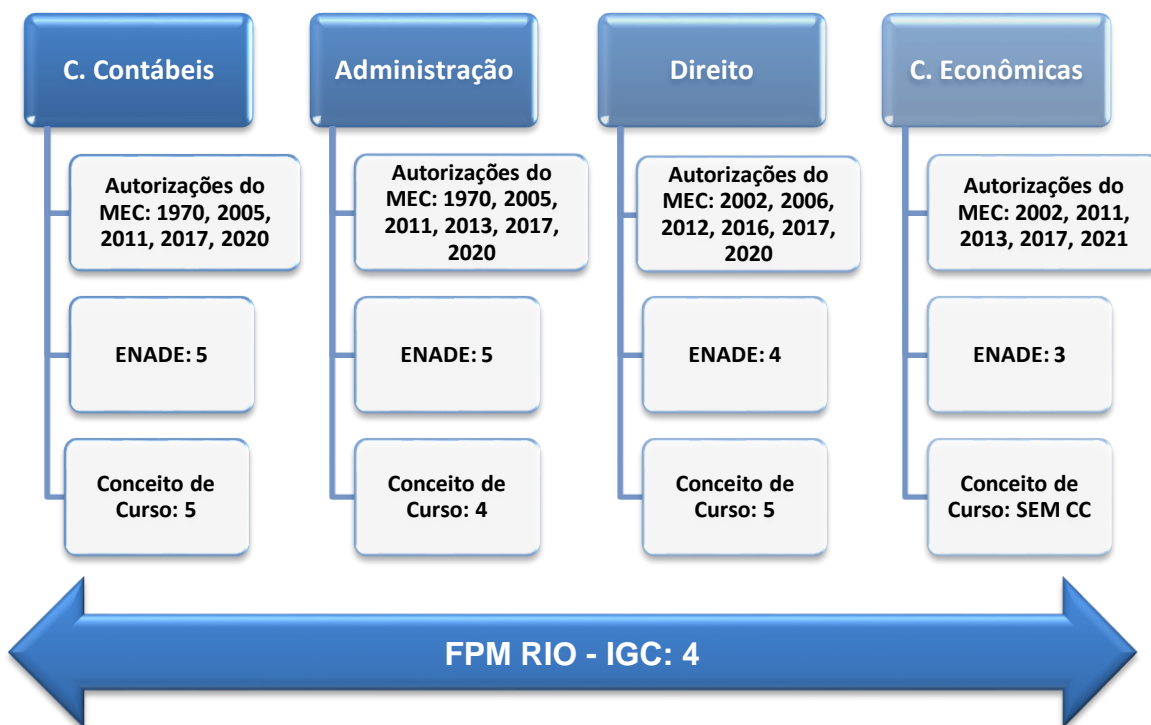 C. Contábeis
Autorizações do
MEC: 1970, 2005,
2011, 2017, 2020
ENADE: 5
Conceito de
Curso: 5
Administração
Autorizações do
MEC: 1970, 2005,
2011, 2013, 2017,
2020
ENADE: 5
Conceito de
Curso: 4
Direito
Autorizações do
MEC: 2002, 2006,
2012, 2016, 2017,
2020
ENADE: 4
Conceito de
Curso: 5
C. Econômicas
Autorizações do
MEC: 2002, 2011,
2013, 2017, 2021
ENADE: 3
Conceito de
Curso: SEM CC
FPM RIO - IGC: 4